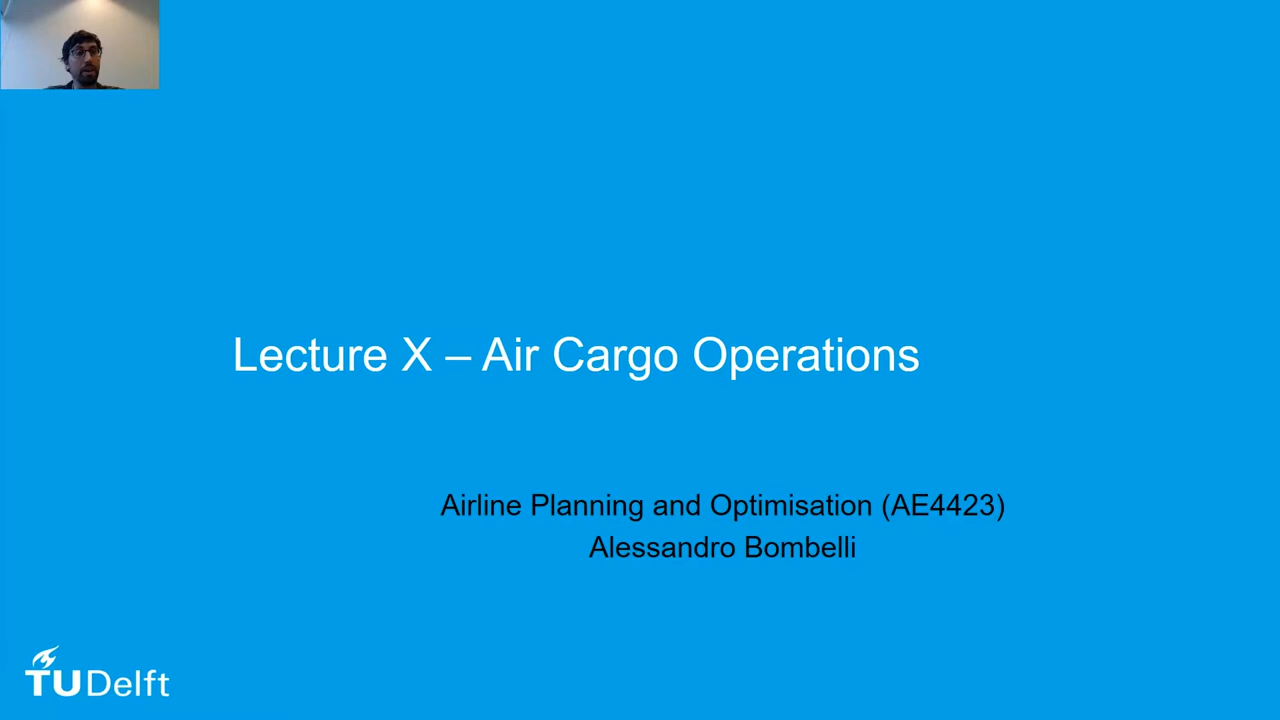 Lecture X – Air Cargo Operations
Airline Planning and Optimisation (AE4423)
Alessandro Bombelli
TUDelft